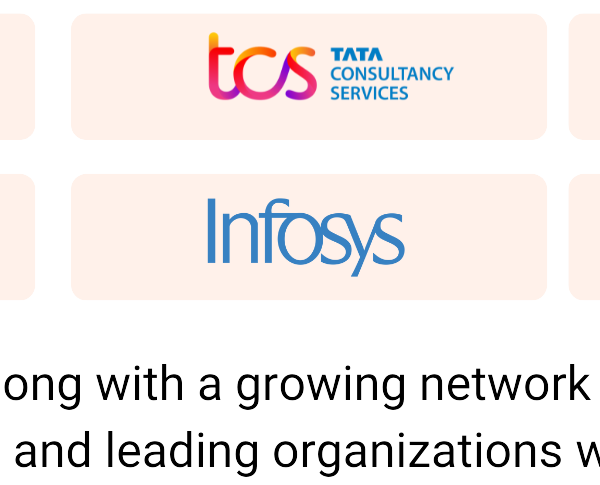 tcs TATA
CONSULTANCY
SERVICES
Infosys
ong with a growing network
and leading organizations w